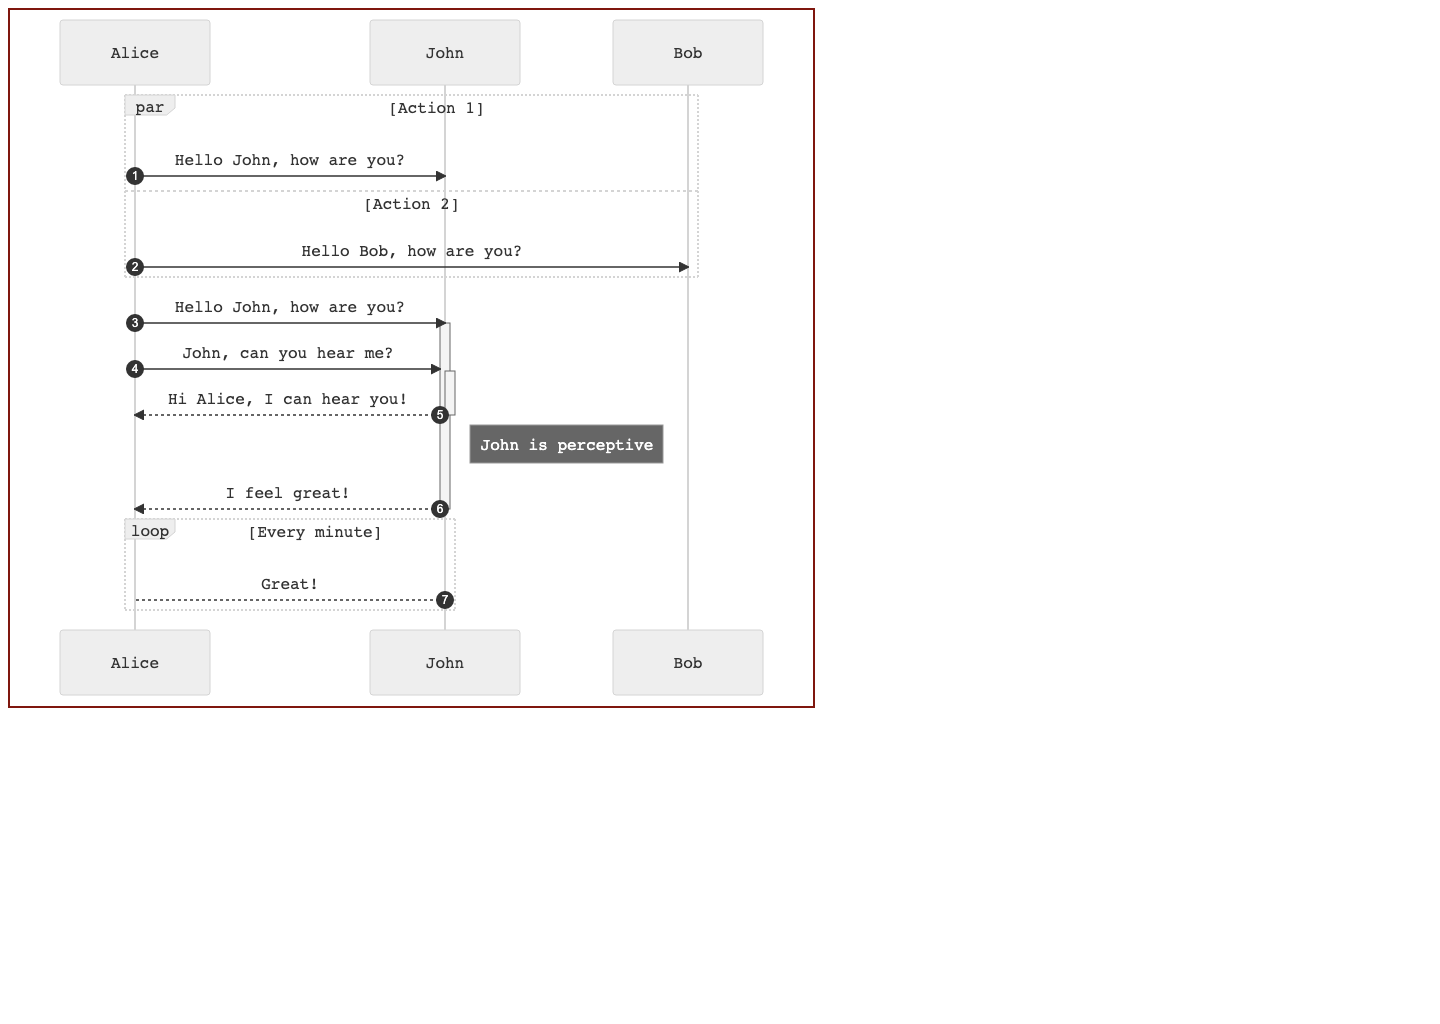 Alice
John
Bob
par
[Action 1]
Hello John, how are you?
1
[Action 2]
Hello Bob, how are you?
2
Hello John, how are you?
3
John, can you hear me?
4
Hi Alice, I can hear you!
5
John is perceptive
I feel great!
6
loop
[Every minute]
Great!
7
Alice
John
Bob